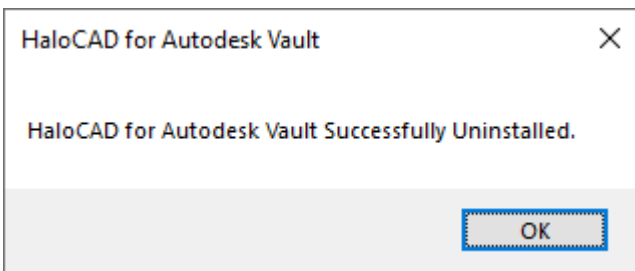 HaloCAD for Autodesk Vault
HaloCAD for Autodesk Vault Successfully Uninstalled.
OK